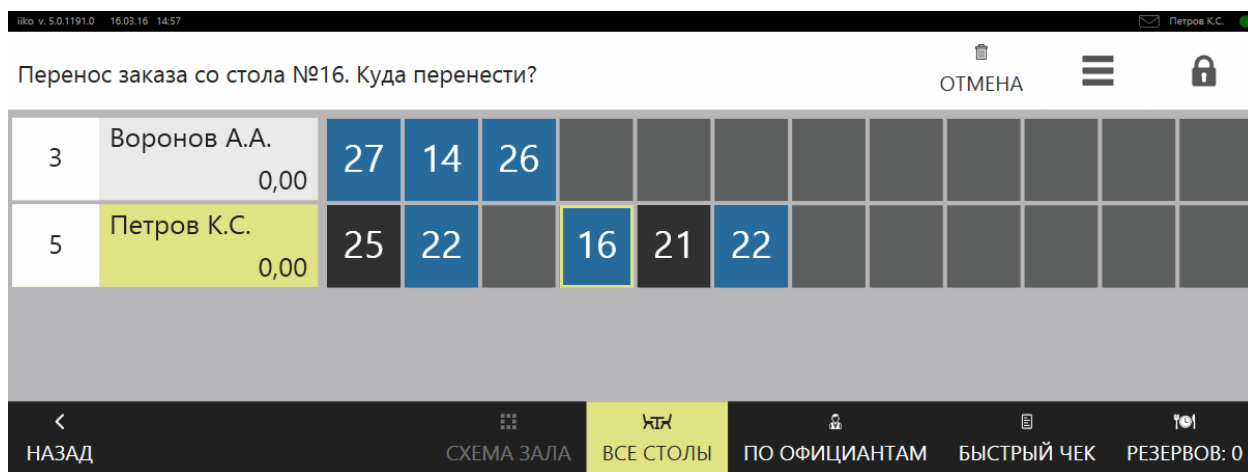 iiko v. 5.0.1191.0 16.03.16 14:57 Петров К.С.
Перенос заказа со стола №16. Куда перенести?
ОТМЕНА
3 Воронов А.А. 0,00 27 14 26
5 Петров К.С. 0,00 25 22 16 21 22
НАЗАД СХЕМА ЗАЛА ВСЕ СТОЛЫ ПО ОФИЦИАНТАМ БЫСТРЫЙ ЧЕК РЕЗЕРВОВ: 0